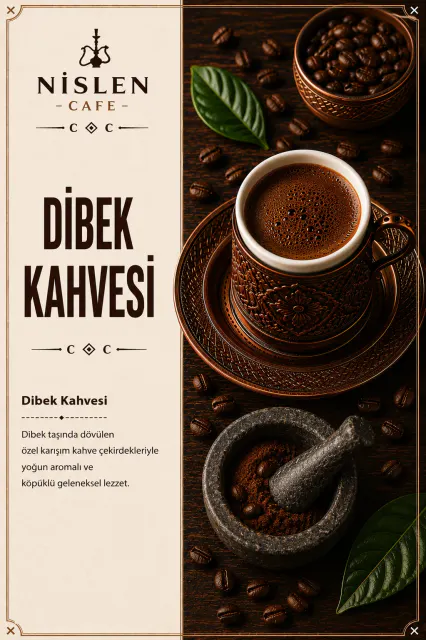 NİSLEN
- CAFE -
C C
DİBEK
KAHVESİ
C C
Dibek Kahvesi
Dibek taşında dövülen
özel karışım kahve çekirdekleriyle
yoğun aromalı ve
köpüklü geleneksel lezzet.